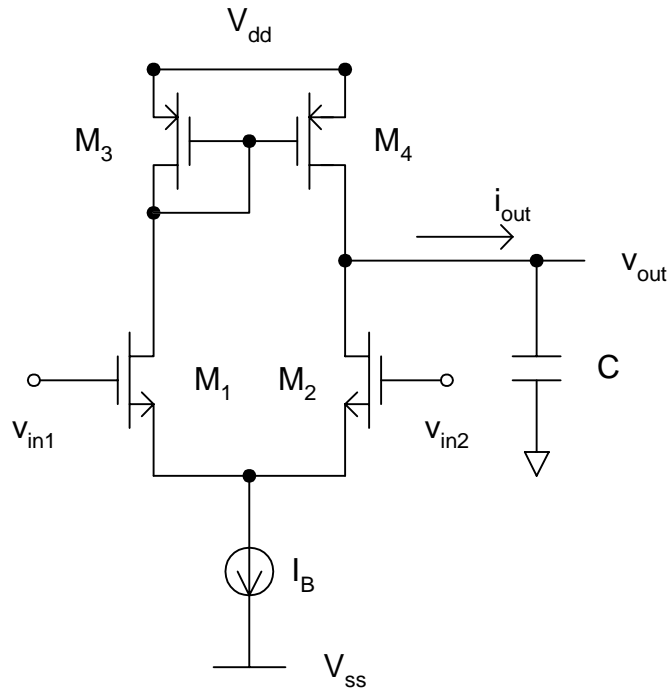 V_dd
M_3
M_4
i_out
v_out
M_1
M_2
C
v_in1
v_in2
I_B
V_ss